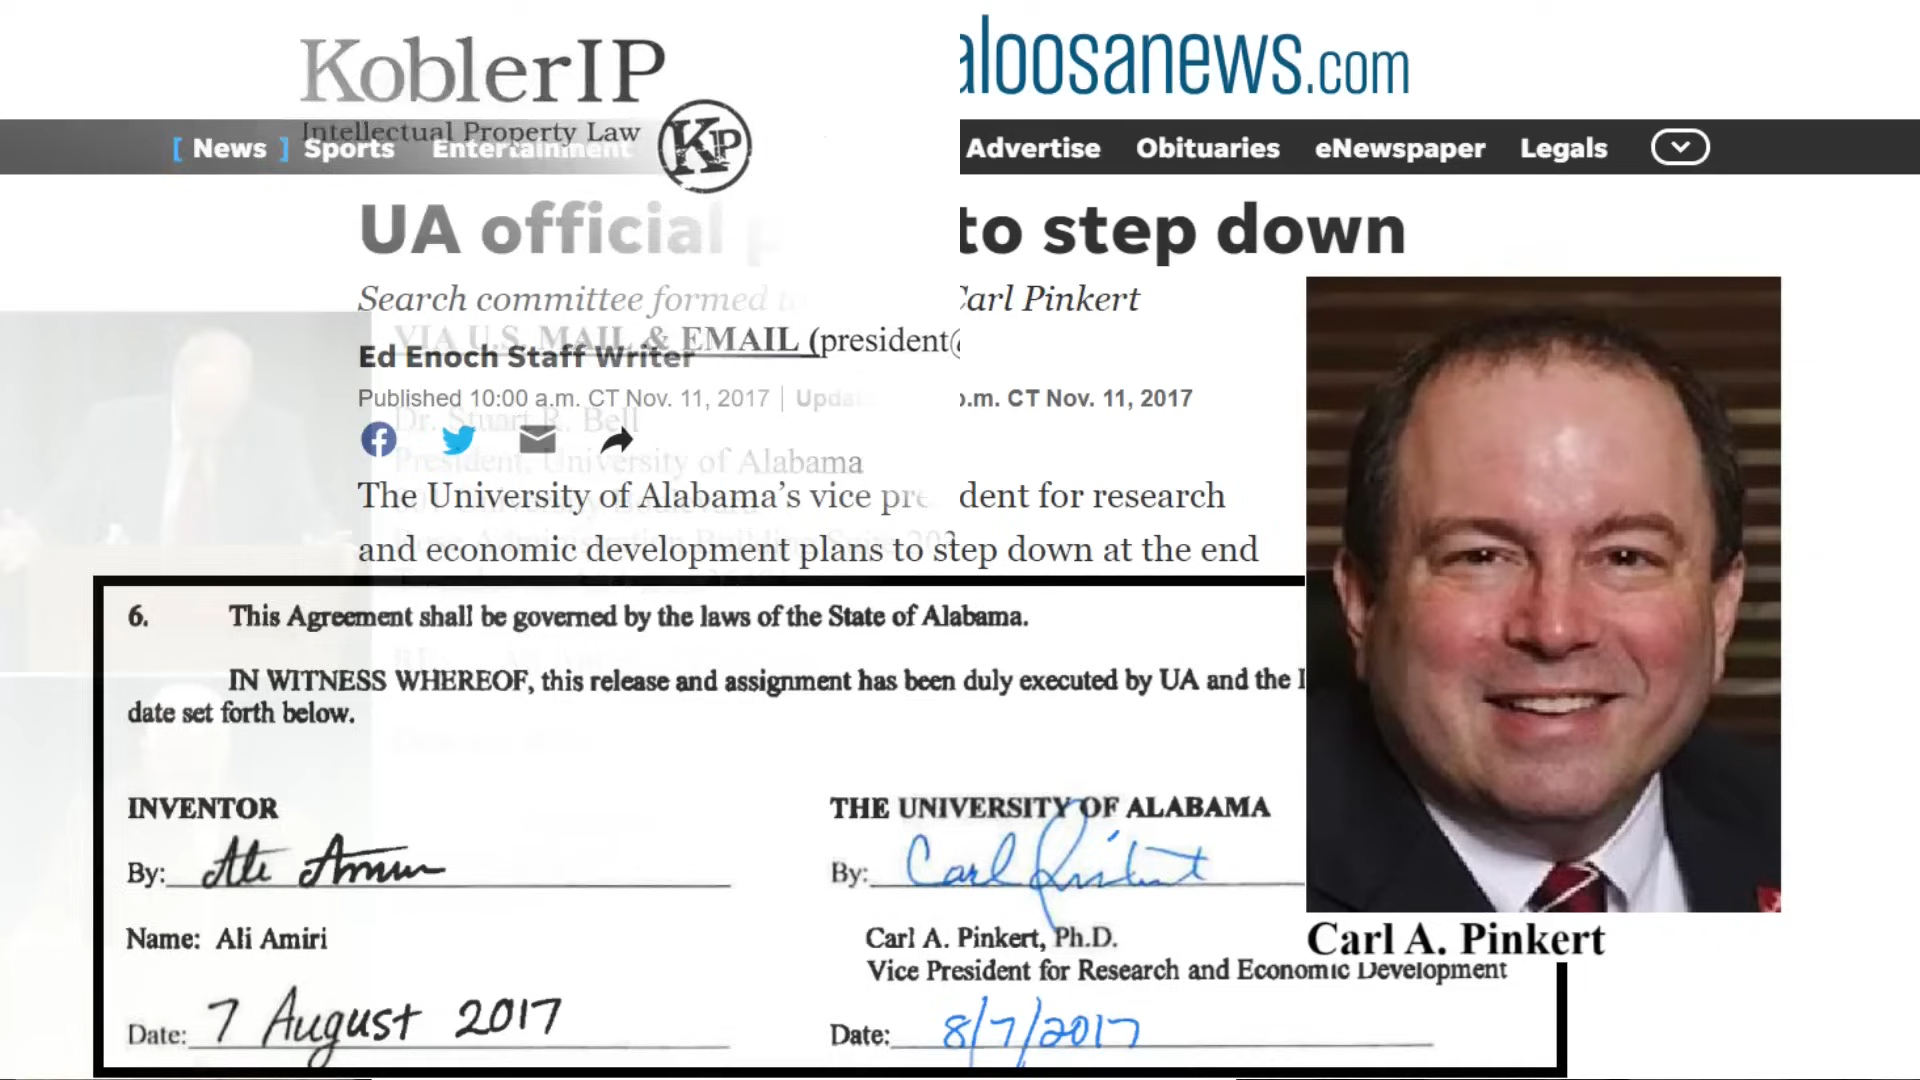 KoblerIP
Intellectual Property Law
KP
aloosanews.com
[ News ] Sports Entertainment
Advertise Obituaries eNewspaper Legals
UA official p to step down
Search committee formed to Carl Pinkert
VIA U.S. MAIL & EMAIL (president@
Ed Enoch Staff Writer
Published 10:00 a.m. CT Nov. 11, 2017 | Upda p.m. CT Nov. 11, 2017
Dr. Stuart R. Bell
President, University of Alabama
The University of Alabama's vice pre dent for research
and economic development plans to step down at the end
6. This Agreement shall be governed by the laws of the State of Alabama.
IN WITNESS WHEREOF, this release and assignment has been duly executed by UA and the I
date set forth below.
INVENTOR
By: Ali Amiri
Name: Ali Amiri
Date: 7 August 2017
THE UNIVERSITY OF ALABAMA
By: Carl Pinkert
Carl A. Pinkert, Ph.D.
Vice President for Research and Economic Development
Date: 8/7/2017
Carl A. Pinkert